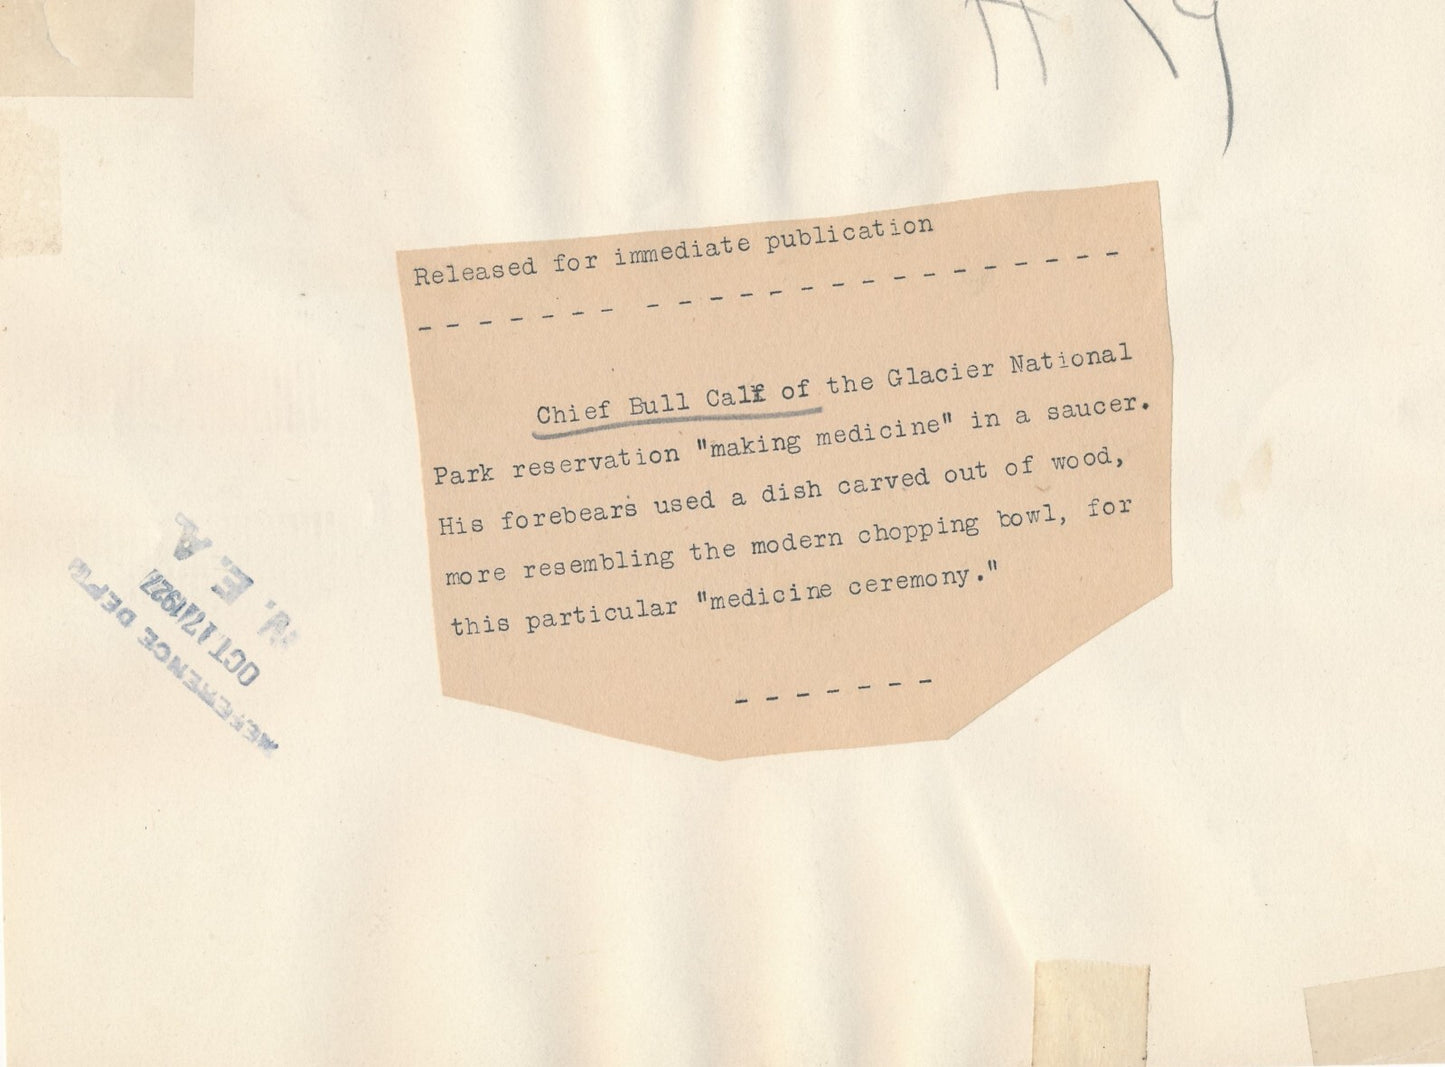 Released for immediate publication
- - - - - - - - - - - - - - - - - - - - - - -
Chief Bull Calf of the Glacier National
Park reservation "making medicine" in a saucer.
His forebears used a dish carved out of wood,
more resembling the modern chopping bowl, for
this particular "medicine ceremony."
- - - - - - -
N. E. A.
OCT 17 1927
REFERENCE DEP'T